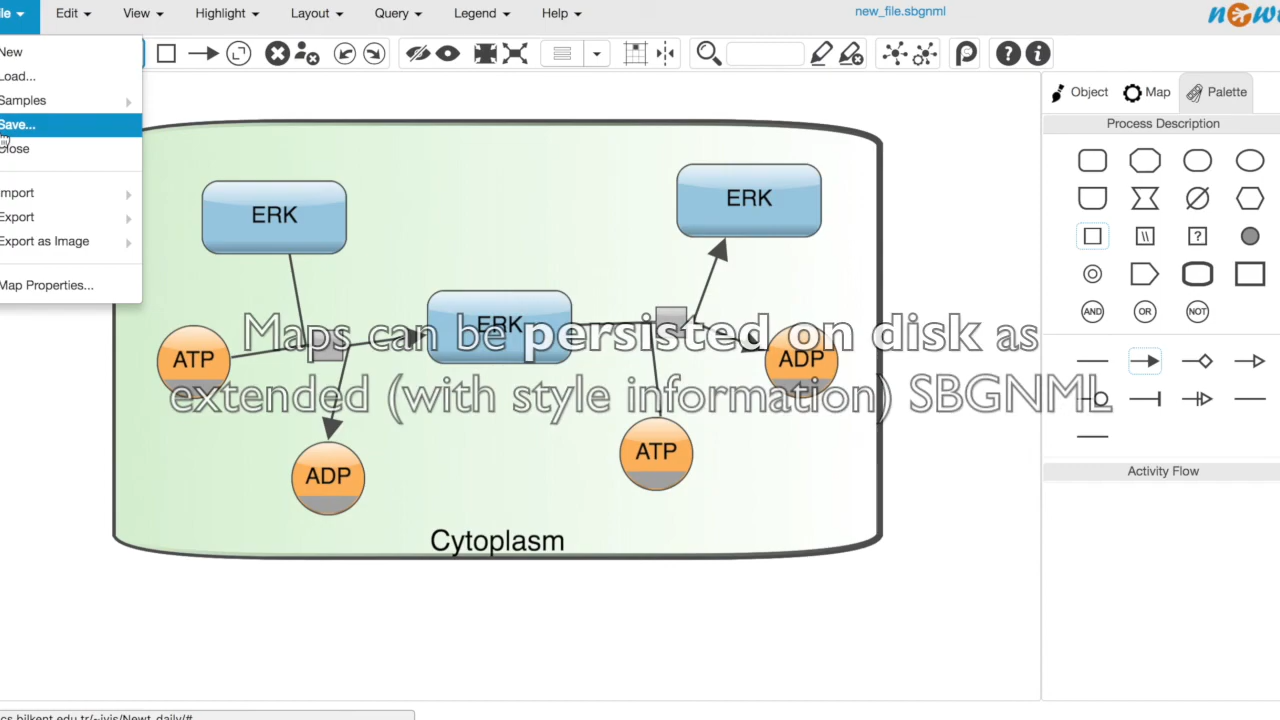 Edit
View
Highlight
Layout
Query
Legend
Help
new_file.sbgnml
New
Load...
Samples
Save...
Close
Export
Export as Image
Map Properties...
Object
Map
Palette
Process Description
\\
?
AND
OR
NOT
Activity Flow
ERK
ERK
ERK
ATP
ADP
ADP
ATP
Cytoplasm
Maps can be persisted on disk as
extended (with style information) SBGNML